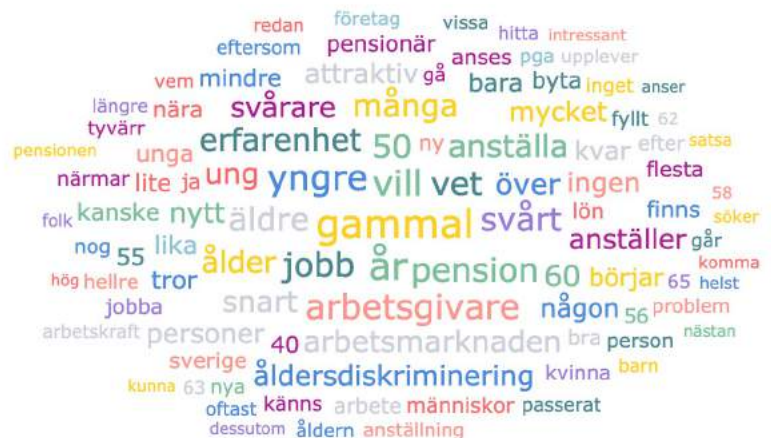 redan företag vissa hitta intressant
eftersom pensionär anses pga upplever
vem mindre attraktiv gå bara byta inget anser
längre nära svårare många mycket fyllt 62
tyvärr erfarenhet 50 ny anställa kvar efter satsa
pensionen unga flesta
närmar lite ja ung yngre vill vet över ingen 58
folk kanske nytt äldre gammal svårt lön finns söker
anställer går
nog 55 lika ålder jobb år pension 60 börjar 65 komma
hög hellre tror helst
jobba snart arbetsgivare någon 56 problem
arbetskraft personer 40 arbetsmarknaden bra person nästan
sverige åldersdiskriminering kvinna barn
kunna 63 nya
oftast känns arbete människor passerat
dessutom åldern anställning